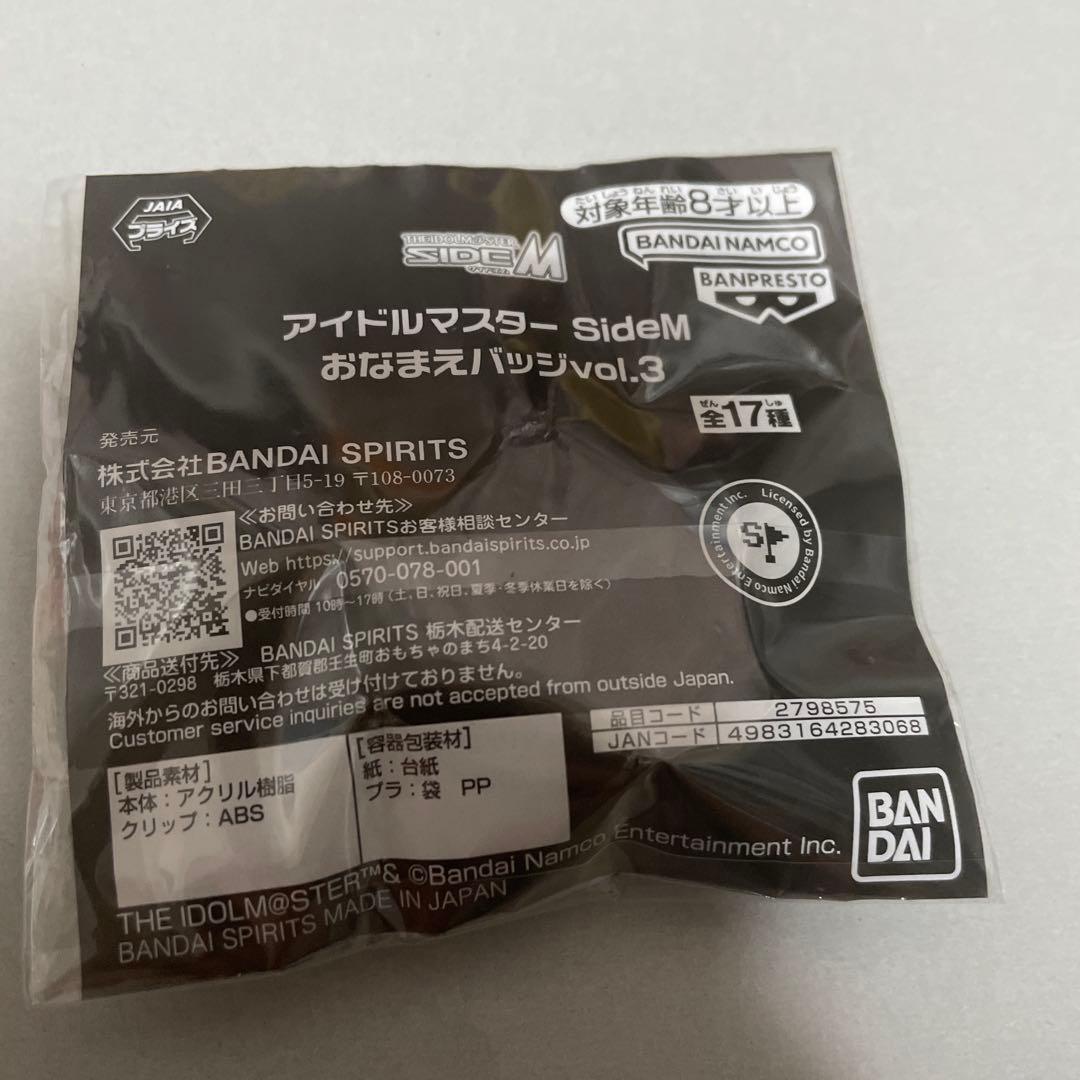 JAIA
プライズ
たいしょうねんれい さいいじょう
対象年齢8才以上
THE IDOLM@STER
SIDEM
サイドエム
BANDAI NAMCO
BANPRESTO
アイドルマスター SideM
おなまえバッジvol.3
ぜん しゅ
全17種
発売元
株式会社BANDAI SPIRITS
東京都港区三田三丁目5-19 〒108-0073
≪お問い合わせ先≫
BANDAI SPIRITSお客様相談センター
Web https://support.bandaispirits.co.jp
ナビダイヤル 0570-078-001
●受付時間 10時～17時（土、日、祝日、夏季・冬季休業日を除く）
≪商品送付先≫ BANDAI SPIRITS 栃木配送センター
〒321-0298 栃木県下都賀郡壬生町おもちゃのまち4-2-20
海外からのお問い合わせは受け付けておりません。
Customer service inquiries are not accepted from outside Japan.
Licensed by Bandai Namco Entertainment Inc.
S
品目コード 2798575
JANコード 4983164283068
[製品素材]
本体：アクリル樹脂
クリップ：ABS
[容器包装材]
紙：台紙
プラ：袋 PP
BAN
DAI
THE IDOLM@STER™& ©Bandai Namco Entertainment Inc.
BANDAI SPIRITS MADE IN JAPAN